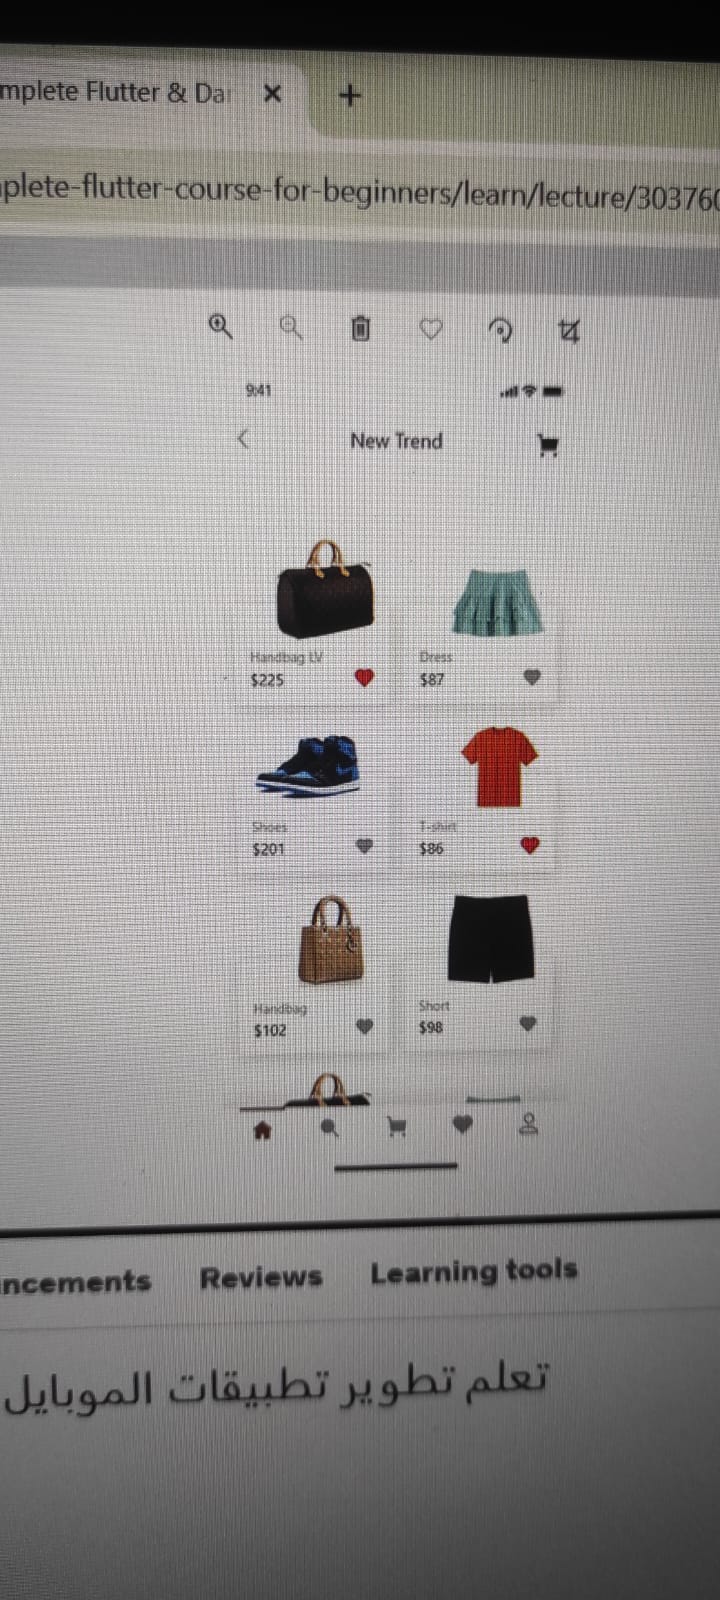 mplete Flutter & Da
plete-flutter-course-for-beginners/learn/lecture/303760
9:41
New Trend
Handbag LV
$225
Dress
$87
Shoes
$201
T-shirt
$86
Handbag
$102
Short
$98
ncements Reviews Learning tools
تعلم تطوير تطبيقات الموبايل